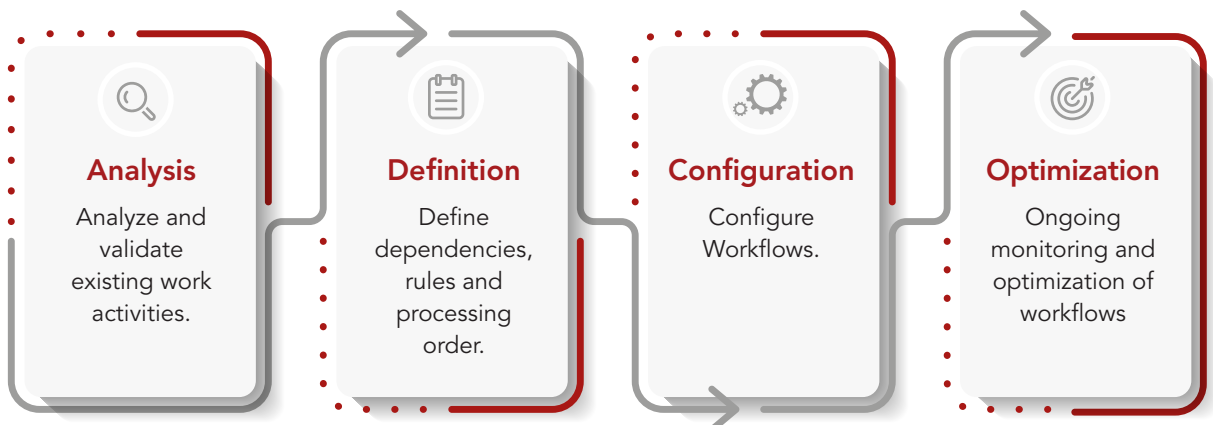 Analysis
Analyze and
validate
existing work
activities.
Definition
Define
dependencies,
rules and
processing
order.
Configuration
Configure
Workflows.
Optimization
Ongoing
monitoring and
optimization of
workflows